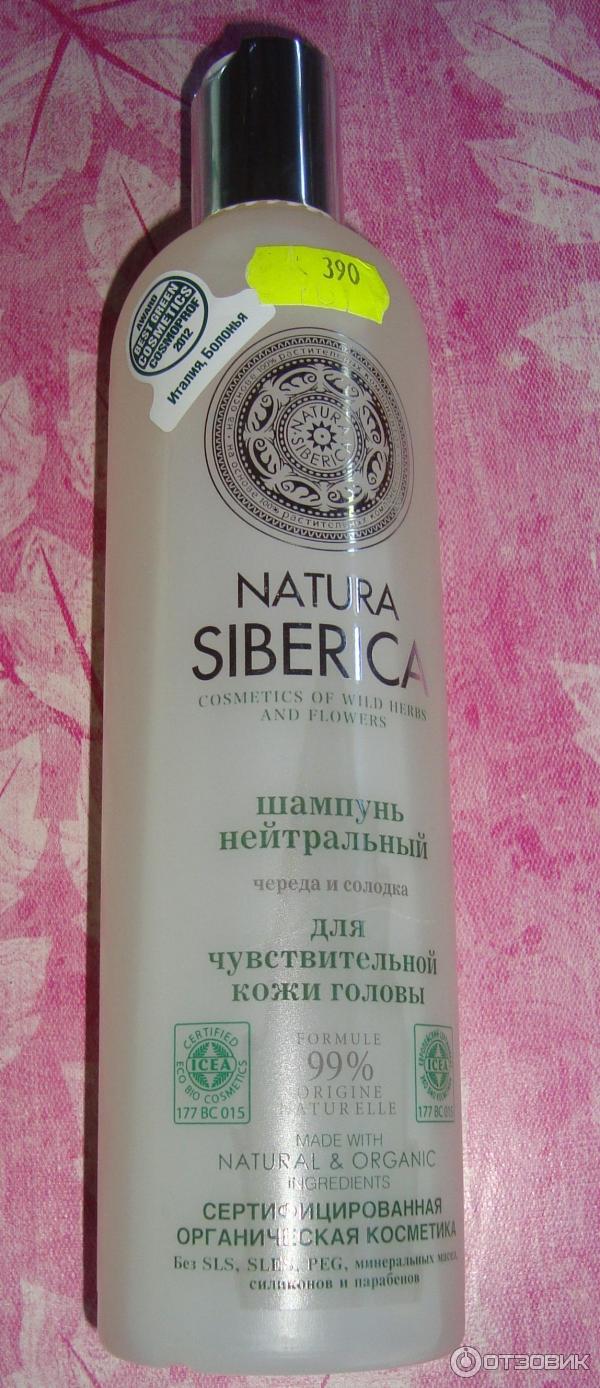 390
AWARD
BEST GREEN
COSMETICS
COSMOPROF
2012
Италия, Болонья
NATURA
SIBERICA
NATURA
SIBERICA
COSMETICS OF WILD HERBS
AND FLOWERS
шампунь
нейтральный
череда и солодка
для
чувствительной
кожи головы
CERTIFIED
ICEA
ECO BIO COSMETICS
177 BC 015
FORMULE
99%
ORIGINE
NATURELLE
ICEA
177 BC 015
MADE WITH
NATURAL & ORGANIC
INGREDIENTS
СЕРТИФИЦИРОВАННАЯ
ОРГАНИЧЕСКАЯ КОСМЕТИКА
Без SLS, SLES, PEG, минеральных масел,
силиконов и парабенов
ОТЗОВИК